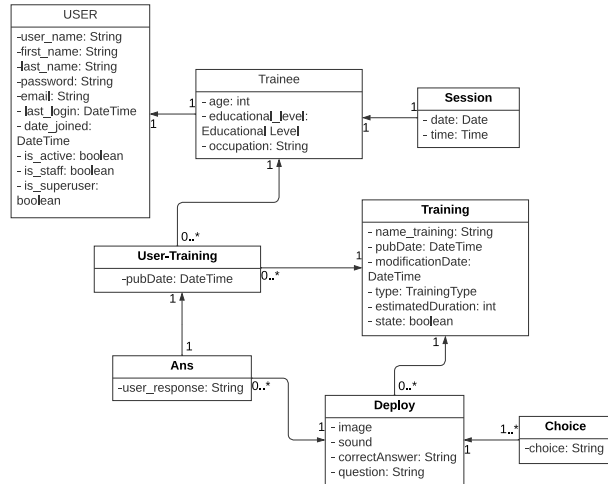 USER
-user_name: String
-first_name: String
-last_name: String
-password: String
-email: String
- last_login: DateTime
- date_joined:
DateTime
- is_active: boolean
- is_staff: boolean
- is_superuser:
boolean
1
1
Trainee
- age: int
- educational_level:
Educational Level
- occupation: String
1
1
Session
- date: Date
- time: Time
1
0..*
User-Training
-pubDate: DateTime
0..*
1
Training
- name_training: String
- pubDate: DateTime
- modificationDate:
DateTime
- type: TrainingType
- estimatedDuration: int
- state: boolean
1
1
Ans
-user_response: String
0..*
1
1
0..*
Deploy
- image
- sound
- correctAnswer: String
- question: String
1
1..*
Choice
-choice: String